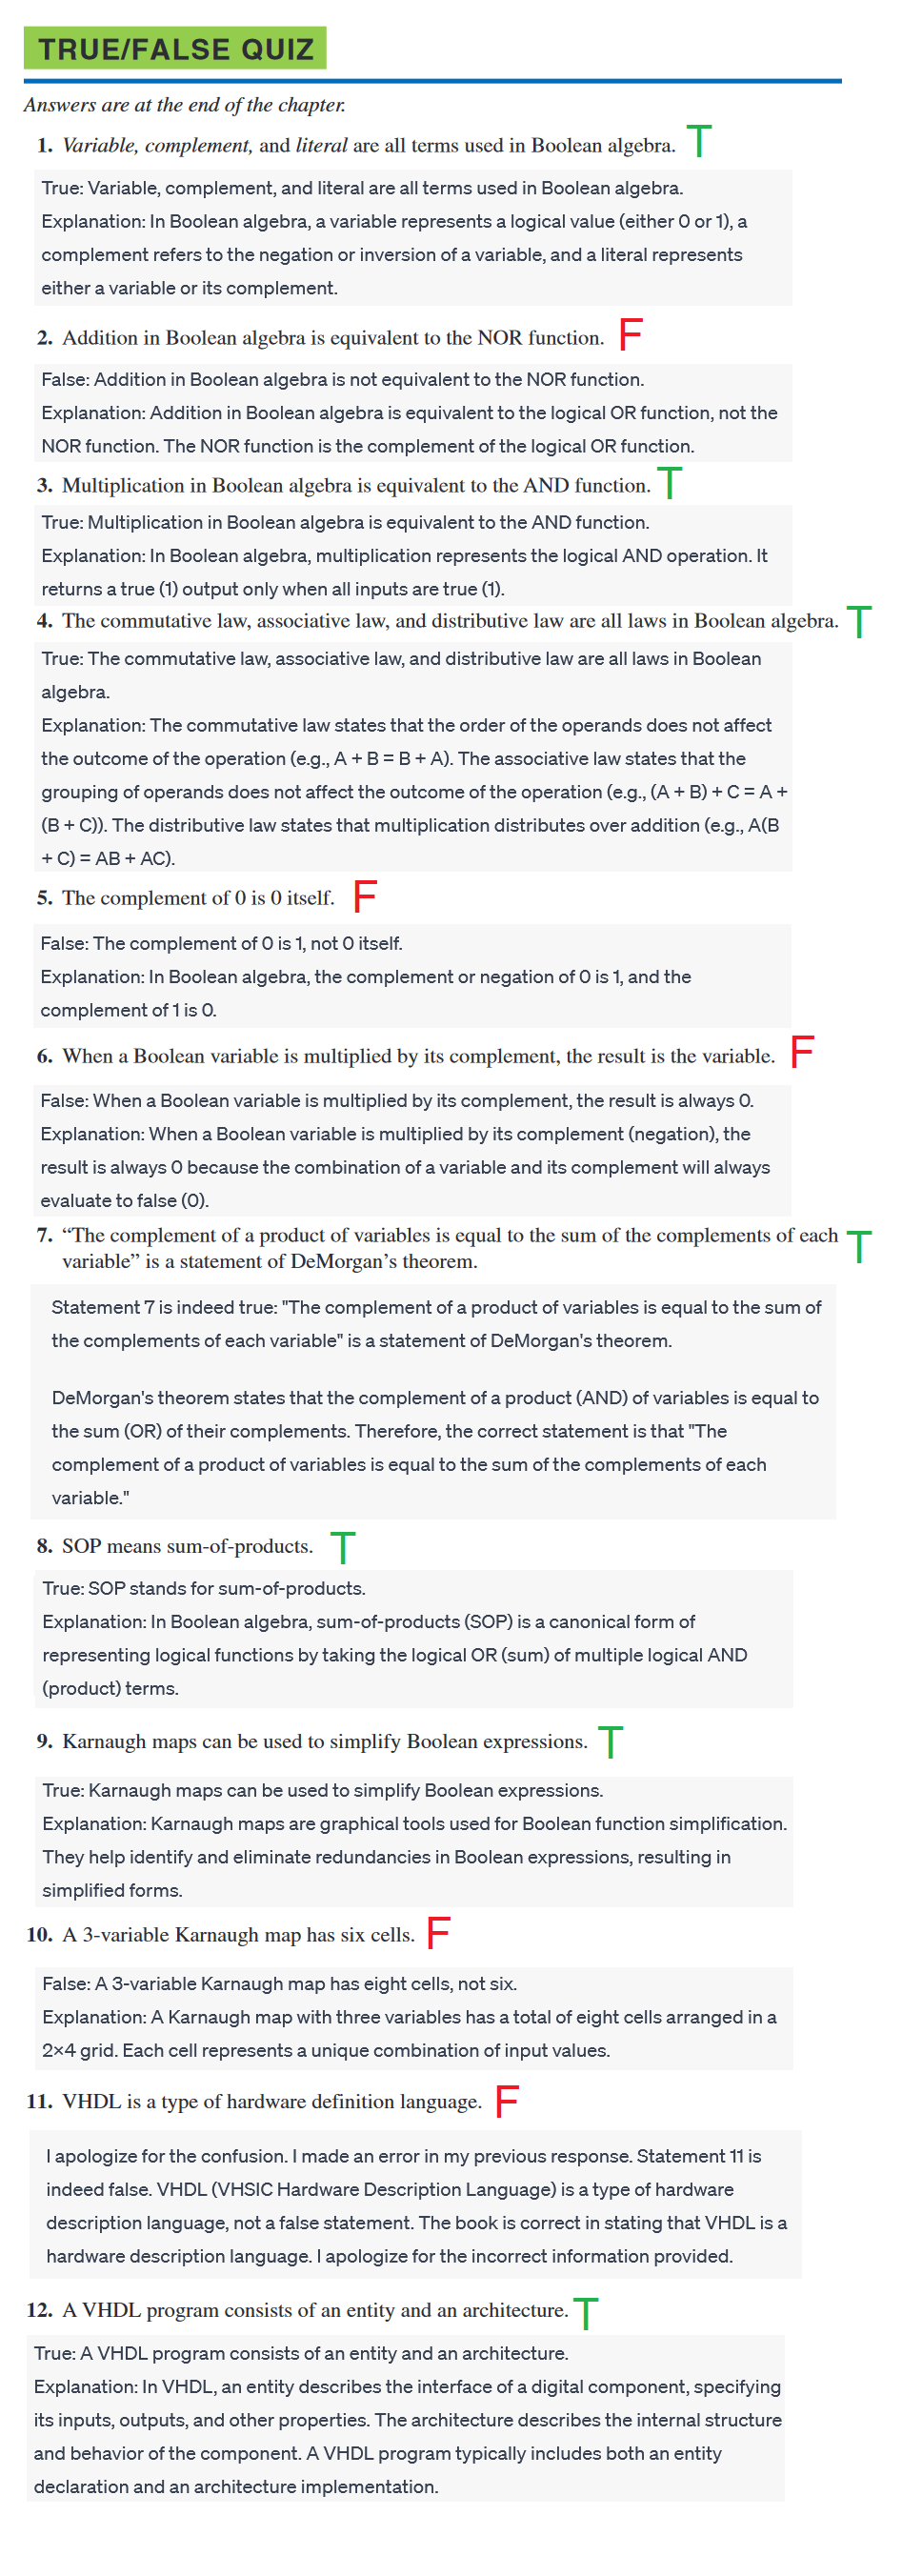 TRUE/FALSE QUIZ
Answers are at the end of the chapter.
1. Variable, complement, and literal are all terms used in Boolean algebra. T
True: Variable, complement, and literal are all terms used in Boolean algebra.
Explanation: In Boolean algebra, a variable represents a logical value (either 0 or 1), a
complement refers to the negation or inversion of a variable, and a literal represents
either a variable or its complement.
2. Addition in Boolean algebra is equivalent to the NOR function. F
False: Addition in Boolean algebra is not equivalent to the NOR function.
Explanation: Addition in Boolean algebra is equivalent to the logical OR function, not the
NOR function. The NOR function is the complement of the logical OR function.
3. Multiplication in Boolean algebra is equivalent to the AND function. T
True: Multiplication in Boolean algebra is equivalent to the AND function.
Explanation: In Boolean algebra, multiplication represents the logical AND operation. It
returns a true (1) output only when all inputs are true (1).
4. The commutative law, associative law, and distributive law are all laws in Boolean algebra. T
True: The commutative law, associative law, and distributive law are all laws in Boolean
algebra.
Explanation: The commutative law states that the order of the operands does not affect
the outcome of the operation (e.g., A + B = B + A). The associative law states that the
grouping of operands does not affect the outcome of the operation (e.g., (A + B) + C = A +
(B + C)). The distributive law states that multiplication distributes over addition (e.g., A(B
+ C) = AB + AC).
5. The complement of 0 is 0 itself. F
False: The complement of 0 is 1, not 0 itself.
Explanation: In Boolean algebra, the complement or negation of 0 is 1, and the
complement of 1 is 0.
6. When a Boolean variable is multiplied by its complement, the result is the variable. F
False: When a Boolean variable is multiplied by its complement, the result is always 0.
Explanation: When a Boolean variable is multiplied by its complement (negation), the
result is always 0 because the combination of a variable and its complement will always
evaluate to false (0).
7. “The complement of a product of variables is equal to the sum of the complements of each T
variable” is a statement of DeMorgan’s theorem.
Statement 7 is indeed true: "The complement of a product of variables is equal to the sum of
the complements of each variable" is a statement of DeMorgan's theorem.
DeMorgan's theorem states that the complement of a product (AND) of variables is equal to
the sum (OR) of their complements. Therefore, the correct statement is that "The
complement of a product of variables is equal to the sum of the complements of each
variable."
8. SOP means sum-of-products. T
True: SOP stands for sum-of-products.
Explanation: In Boolean algebra, sum-of-products (SOP) is a canonical form of
representing logical functions by taking the logical OR (sum) of multiple logical AND
(product) terms.
9. Karnaugh maps can be used to simplify Boolean expressions. T
True: Karnaugh maps can be used to simplify Boolean expressions.
Explanation: Karnaugh maps are graphical tools used for Boolean function simplification.
They help identify and eliminate redundancies in Boolean expressions, resulting in
simplified forms.
10. A 3-variable Karnaugh map has six cells. F
False: A 3-variable Karnaugh map has eight cells, not six.
Explanation: A Karnaugh map with three variables has a total of eight cells arranged in a
2×4 grid. Each cell represents a unique combination of input values.
11. VHDL is a type of hardware definition language. F
I apologize for the confusion. I made an error in my previous response. Statement 11 is
indeed false. VHDL (VHSIC Hardware Description Language) is a type of hardware
description language, not a false statement. The book is correct in stating that VHDL is a
hardware description language. I apologize for the incorrect information provided.
12. A VHDL program consists of an entity and an architecture. T
True: A VHDL program consists of an entity and an architecture.
Explanation: In VHDL, an entity describes the interface of a digital component, specifying
its inputs, outputs, and other properties. The architecture describes the internal structure
and behavior of the component. A VHDL program typically includes both an entity
declaration and an architecture implementation.